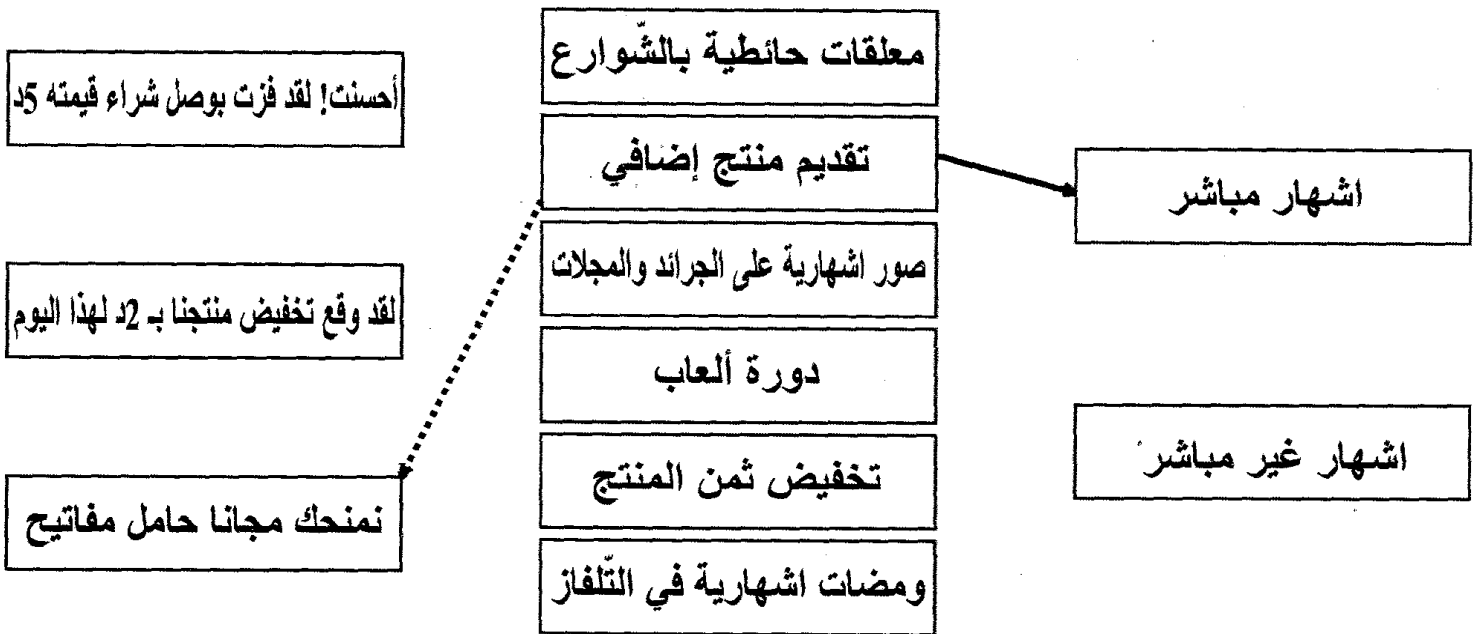 اشهار مباشر
اشهار غير مباشر
معلقات حائطية بالشّوارع
تقديم منتج إضافي
صور اشهارية على الجرائد والمجلات
دورة ألعاب
تخفيض ثمن المنتج
ومضات اشهارية في التّلفاز
أحسنت! لقد فزت بوصل شراء قيمته 5د
لقد وقع تخفيض منتجنا بـ 2د لهذا اليوم
نمنحك مجانا حامل مفاتيح